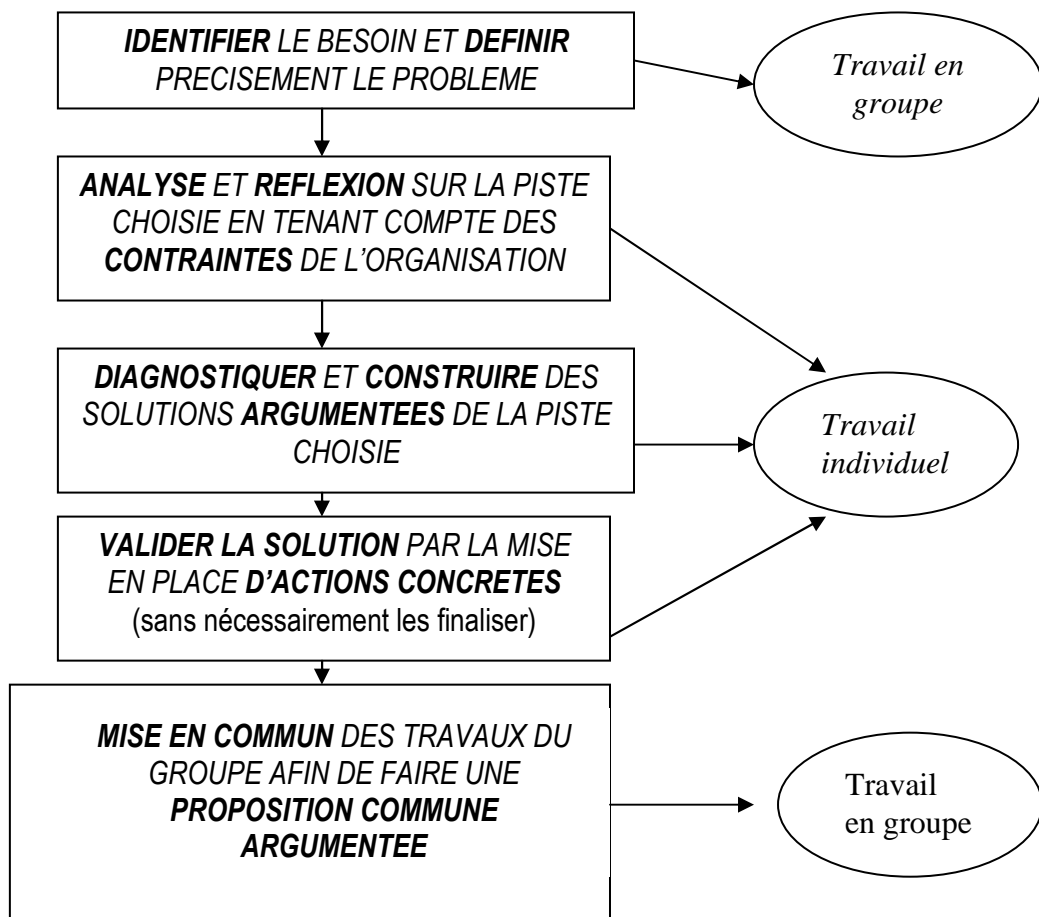 IDENTIFIER LE BESOIN ET DEFINIR
PRECISEMENT LE PROBLEME
Travail en
groupe
ANALYSE ET REFLEXION SUR LA PISTE
CHOISIE EN TENANT COMPTE DES
CONTRAINTES DE L'ORGANISATION
DIAGNOSTIQUER ET CONSTRUIRE DES
SOLUTIONS ARGUMENTEES DE LA PISTE
CHOISIE
Travail
individuel
VALIDER LA SOLUTION PAR LA MISE
EN PLACE D'ACTIONS CONCRETES
(sans nécessairement les finaliser)
MISE EN COMMUN DES TRAVAUX DU
GROUPE AFIN DE FAIRE UNE
PROPOSITION COMMUNE
ARGUMENTEE
Travail
en groupe